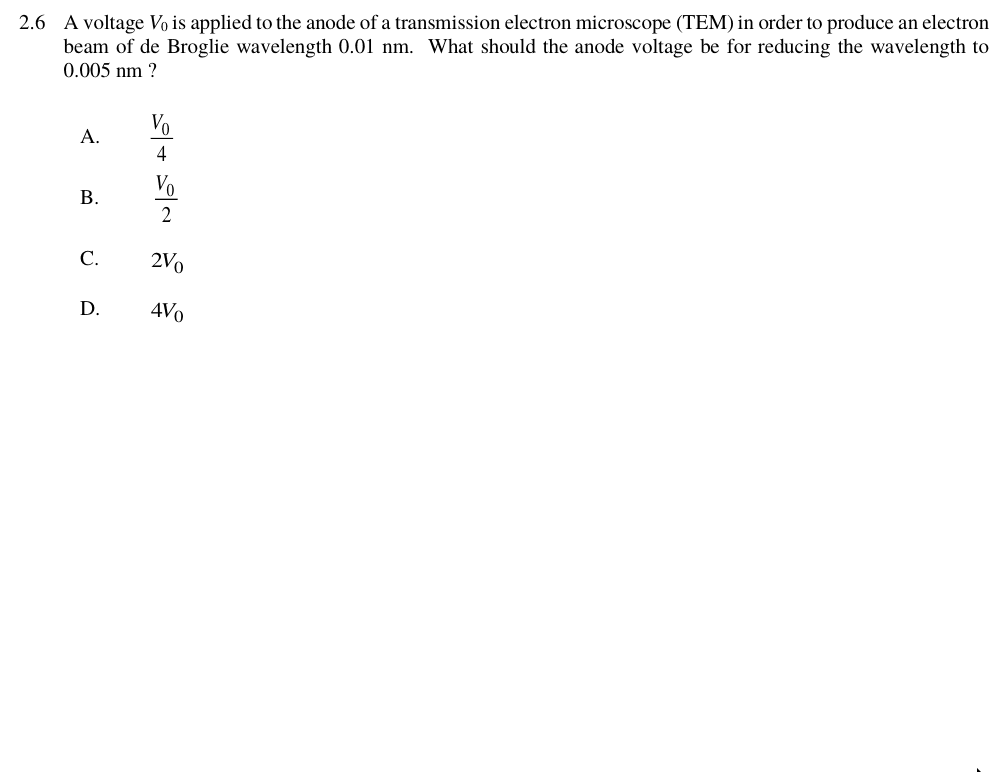 2.6 A voltage V₀ is applied to the anode of a transmission electron microscope (TEM) in order to produce an electron
beam of de Broglie wavelength 0.01 nm. What should the anode voltage be for reducing the wavelength to
0.005 nm ?
A. V₀/4
B. V₀/2
C. 2V₀
D. 4V₀